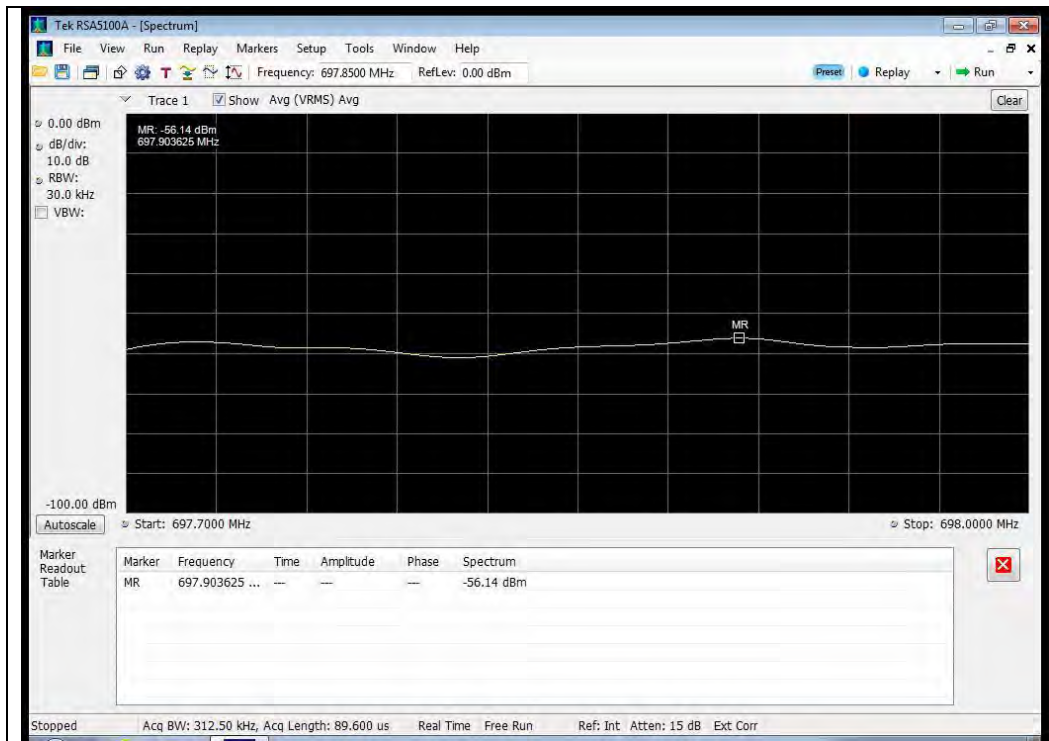 Tek RSA5100A - [Spectrum]
File View Run Replay Markers Setup Tools Window Help
T Frequency: 697.8500 MHz RefLev: 0.00 dBm Preset Replay Run
Trace 1 Show Avg (VRMS) Avg Clear
0.00 dBm
dB/div:
10.0 dB
RBW:
30.0 kHz
VBW:
MR: -56.14 dBm
697.903625 MHz
MR
-100.00 dBm
Autoscale Start: 697.7000 MHz Stop: 698.0000 MHz
Marker
Readout
Table
Marker Frequency Time Amplitude Phase Spectrum
MR 697.903625 ... --- --- --- -56.14 dBm
Stopped Acq BW: 312.50 kHz, Acq Length: 89.600 us Real Time Free Run Ref: Int Atten: 15 dB Ext Corr